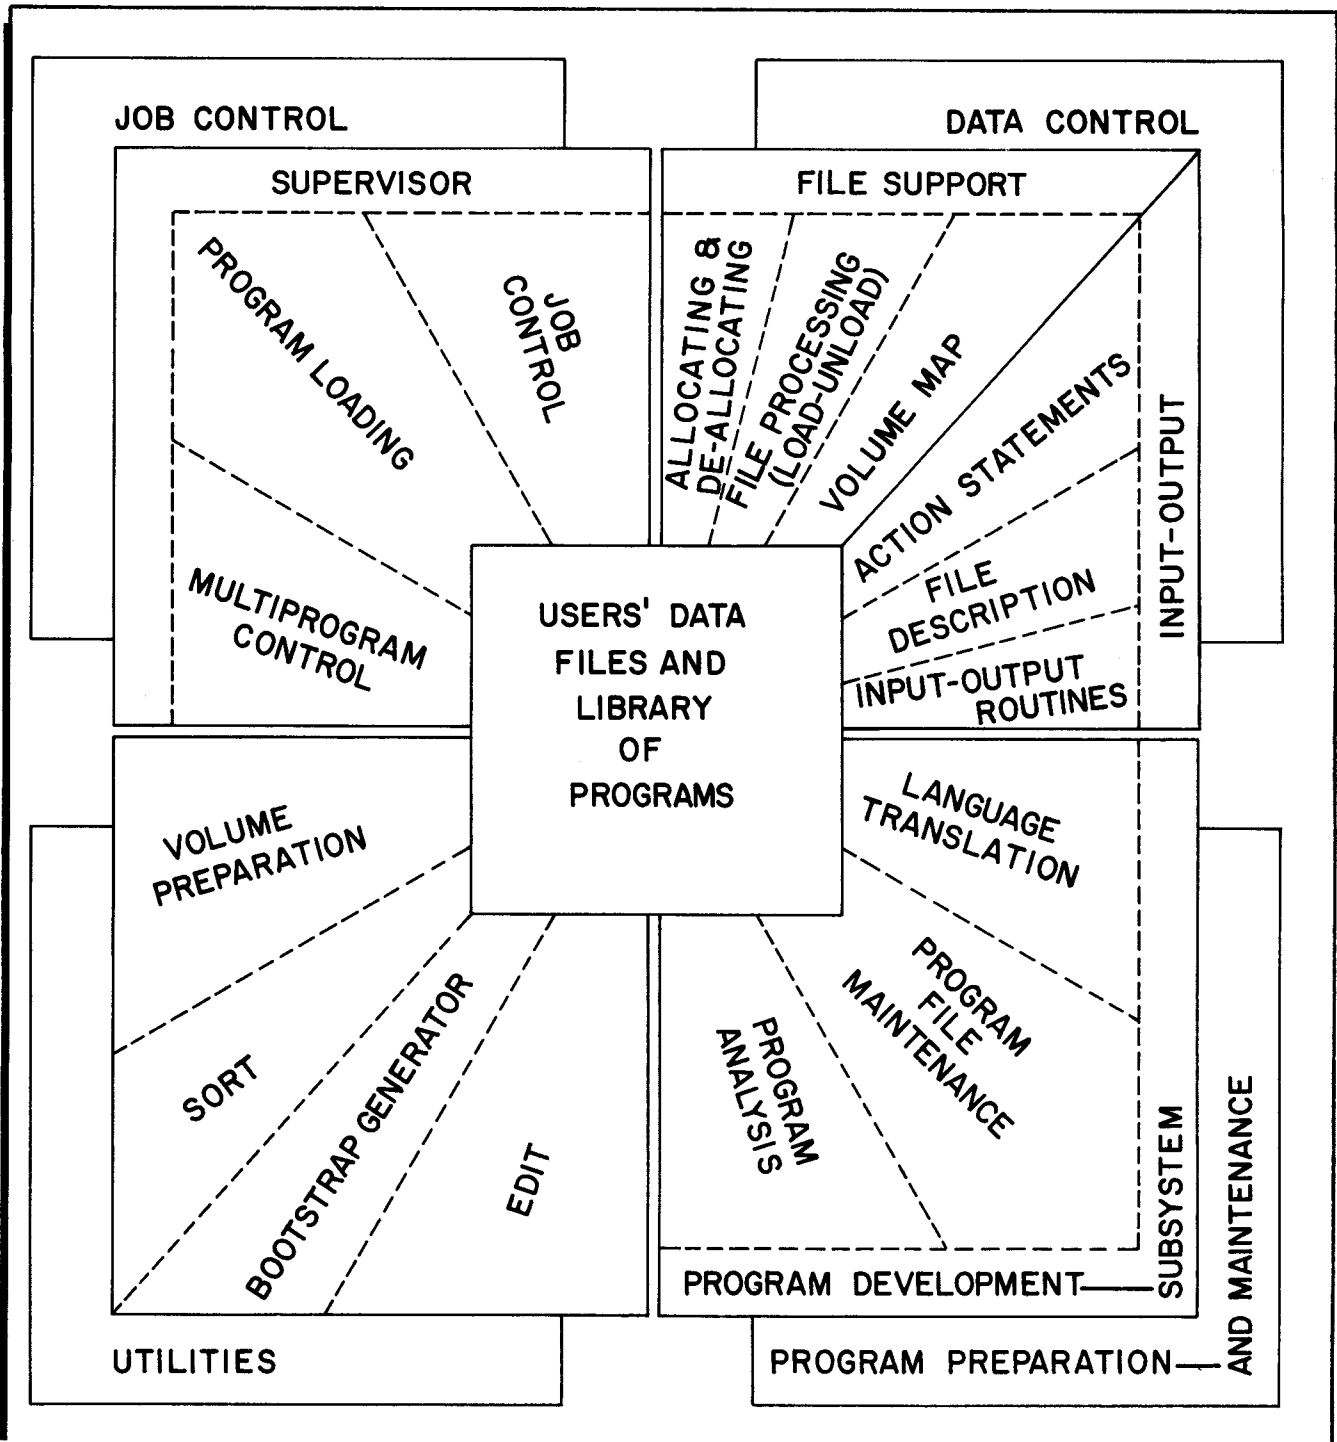 JOB CONTROL
SUPERVISOR
PROGRAM LOADING
JOB
CONTROL
MULTIPROGRAM
CONTROL
DATA CONTROL
FILE SUPPORT
ALLOCATING &
DE-ALLOCATING
FILE PROCESSING
(LOAD-UNLOAD)
VOLUME MAP
ACTION STATEMENTS
FILE
DESCRIPTION
INPUT-OUTPUT
ROUTINES
INPUT-OUTPUT
USERS' DATA
FILES AND
LIBRARY
OF
PROGRAMS
VOLUME
PREPARATION
SORT
BOOTSTRAP GENERATOR
EDIT
UTILITIES
LANGUAGE
TRANSLATION
PROGRAM
FILE
MAINTENANCE
PROGRAM
ANALYSIS
PROGRAM DEVELOPMENT
SUBSYSTEM
PROGRAM PREPARATION
AND MAINTENANCE